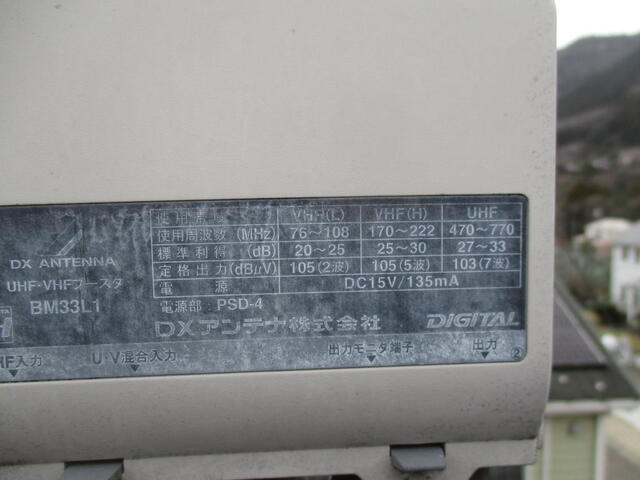 使用 VHF(L) VHF(H) UHF
使用周波数 (MHz) 76～108 170～222 470～770
標準利得 (dB) 20～25 25～30 27～33
定格出力(dBμV) 105(2波) 105(5波) 103(7波)
電 源 DC15V/135mA
電源部：PSD-4
DX ANTENNA
UHF・VHFブースタ
BM33L1
DXアンテナ株式会社 DIGITAL
HF入力 U・V混合入力 出力モニタ端子 出力
②